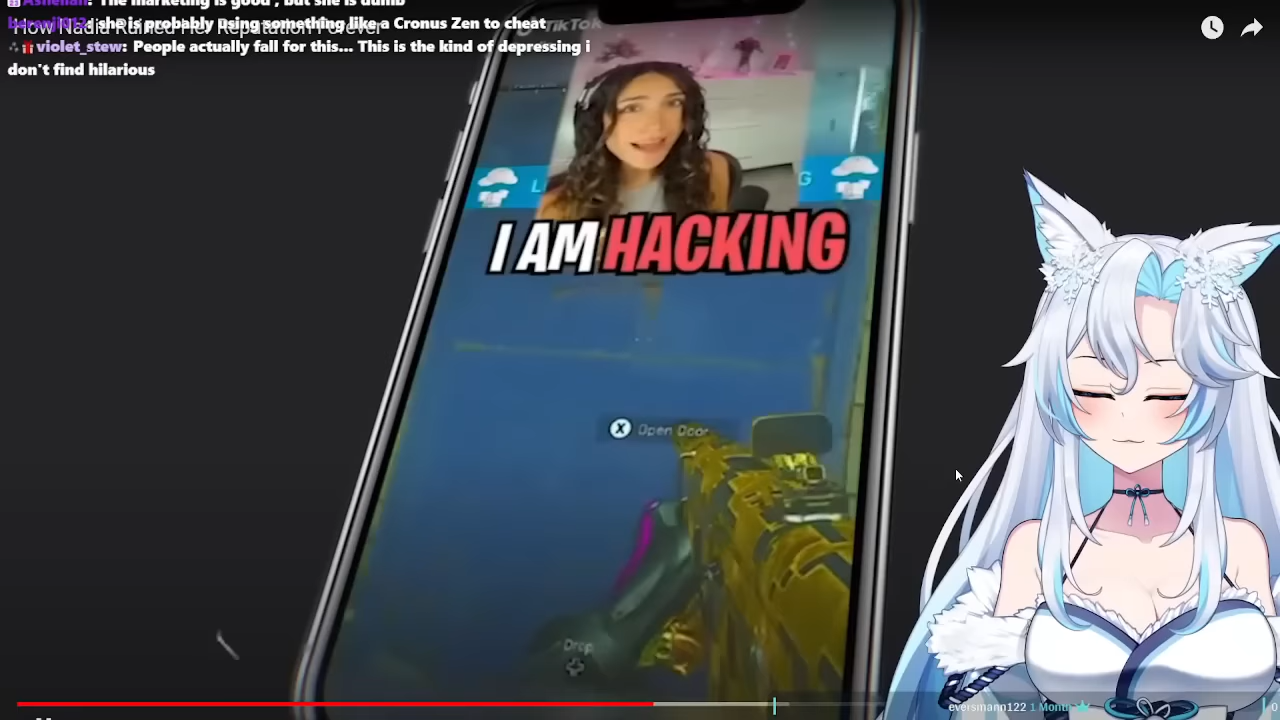 Ashenan: The marketing is good , but she is dumb
she is probably using something like a Cronus Zen to cheat
How Nadia Ruined Her Reputation Forever
TikTok
violet_stew: People actually fall for this... This is the kind of depressing i
don't find hilarious
L
G
I AM HACKING
X Open Door
Drop
eversmann122 1 Month
0